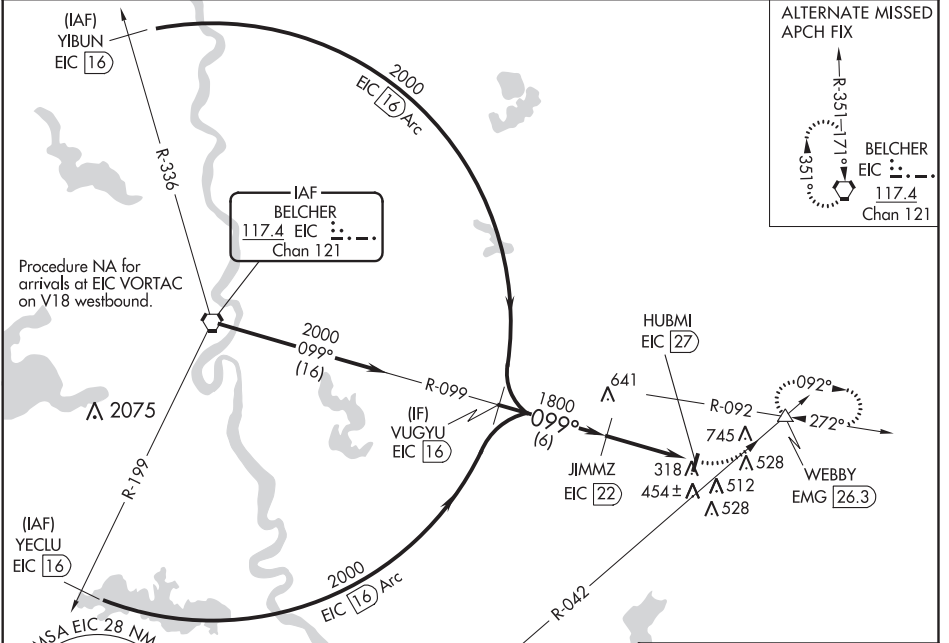 (IAF)
YIBUN
EIC 16
2000
EIC 16 Arc
R-336
IAF
BELCHER
117.4 EIC
Chan 121
Procedure NA for
arrivals at EIC VORTAC
on V18 westbound.
ALTERNATE MISSED
APCH FIX
R-351
171°
351°
BELCHER
EIC
117.4
Chan 121
2000
099°
(16)
R-099
HUBMI
EIC 27
2075
(IF)
VUGYU
EIC 16
1800
099°
(6)
641
R-092
092°
272°
JIMMZ
EIC 22
745
318
528
454±
512
528
WEBBY
EMG 26.3
R-199
(IAF)
YECLU
EIC 16
2000
EIC 16 Arc
R-042
MSA EIC 28 NM